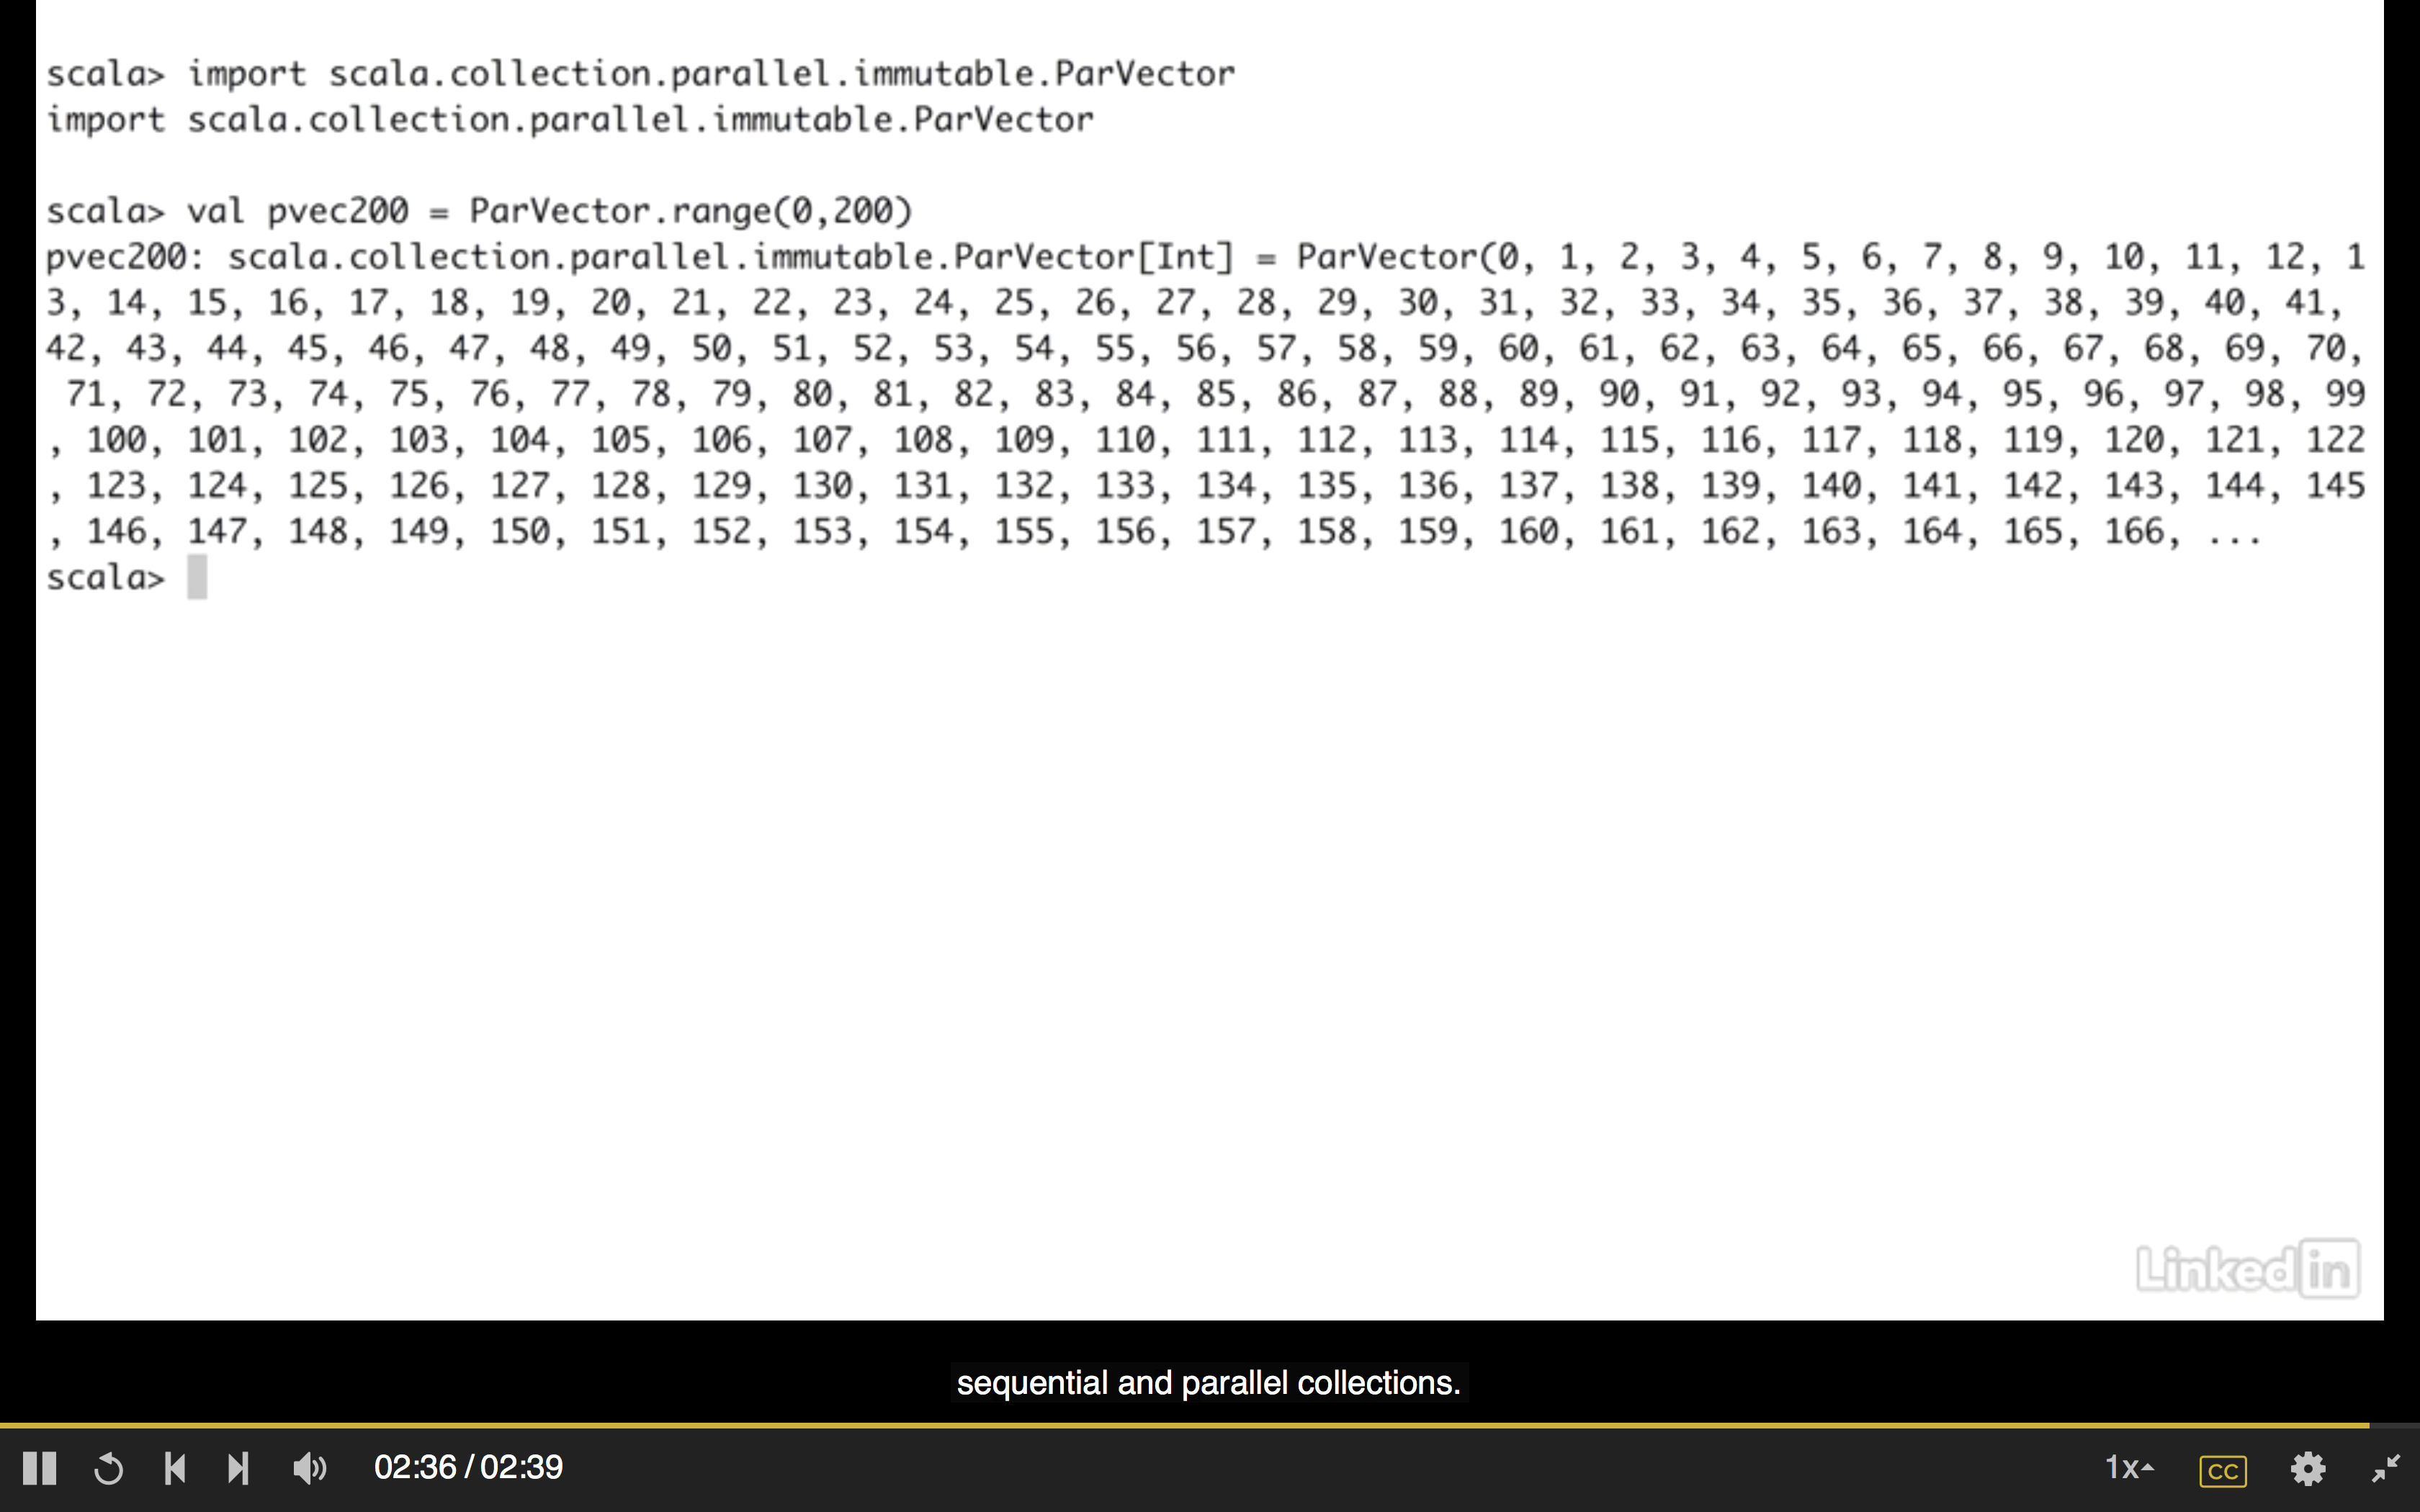 scala> import scala.collection.parallel.immutable.ParVector
import scala.collection.parallel.immutable.ParVector
scala> val pvec200 = ParVector.range(0,200)
pvec200: scala.collection.parallel.immutable.ParVector[Int] = ParVector(0, 1, 2, 3, 4, 5, 6, 7, 8, 9, 10, 11, 12, 1
3, 14, 15, 16, 17, 18, 19, 20, 21, 22, 23, 24, 25, 26, 27, 28, 29, 30, 31, 32, 33, 34, 35, 36, 37, 38, 39, 40, 41,
42, 43, 44, 45, 46, 47, 48, 49, 50, 51, 52, 53, 54, 55, 56, 57, 58, 59, 60, 61, 62, 63, 64, 65, 66, 67, 68, 69, 70,
71, 72, 73, 74, 75, 76, 77, 78, 79, 80, 81, 82, 83, 84, 85, 86, 87, 88, 89, 90, 91, 92, 93, 94, 95, 96, 97, 98, 99
, 100, 101, 102, 103, 104, 105, 106, 107, 108, 109, 110, 111, 112, 113, 114, 115, 116, 117, 118, 119, 120, 121, 122
, 123, 124, 125, 126, 127, 128, 129, 130, 131, 132, 133, 134, 135, 136, 137, 138, 139, 140, 141, 142, 143, 144, 145
, 146, 147, 148, 149, 150, 151, 152, 153, 154, 155, 156, 157, 158, 159, 160, 161, 162, 163, 164, 165, 166, ...
scala>
Linked in
sequential and parallel collections.
02:36 / 02:39
1x
CC